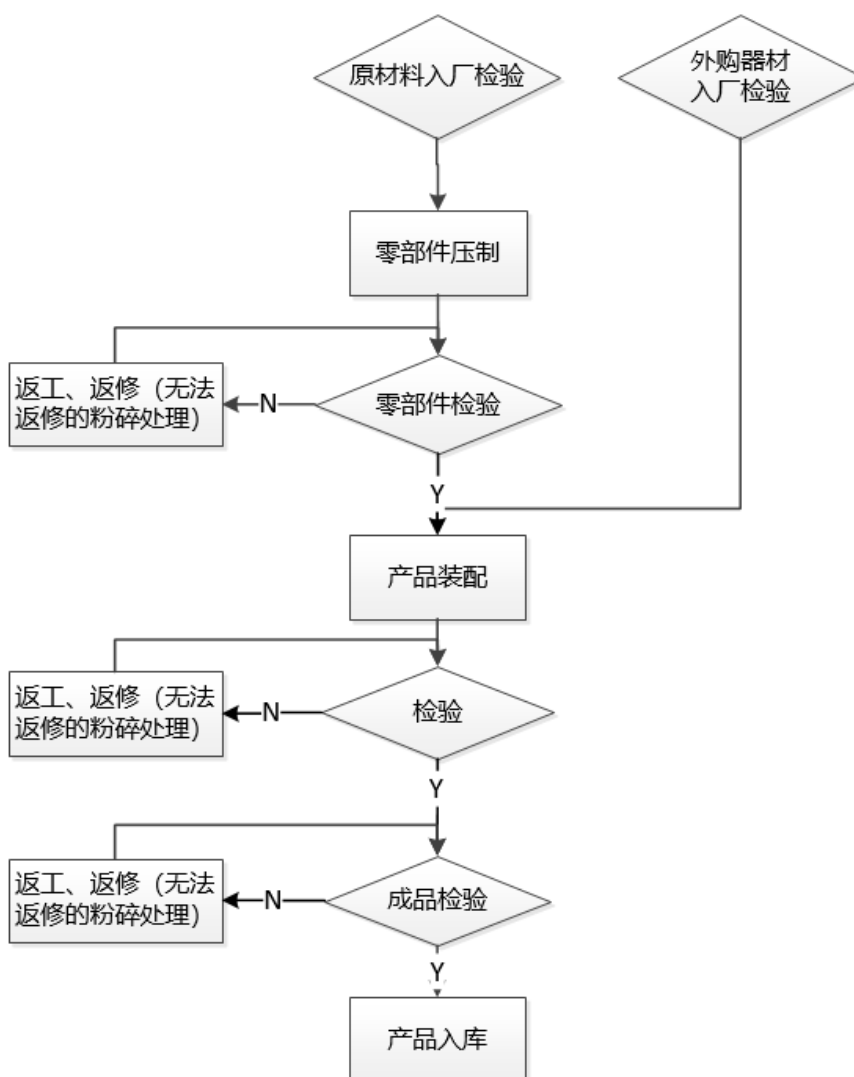 原材料入厂检验
外购器材
入厂检验
零部件压制
返工、返修（无法
返修的粉碎处理）
N
零部件检验
Y
产品装配
返工、返修（无法
返修的粉碎处理）
N
检验
Y
返工、返修（无法
返修的粉碎处理）
N
成品检验
Y
产品入库